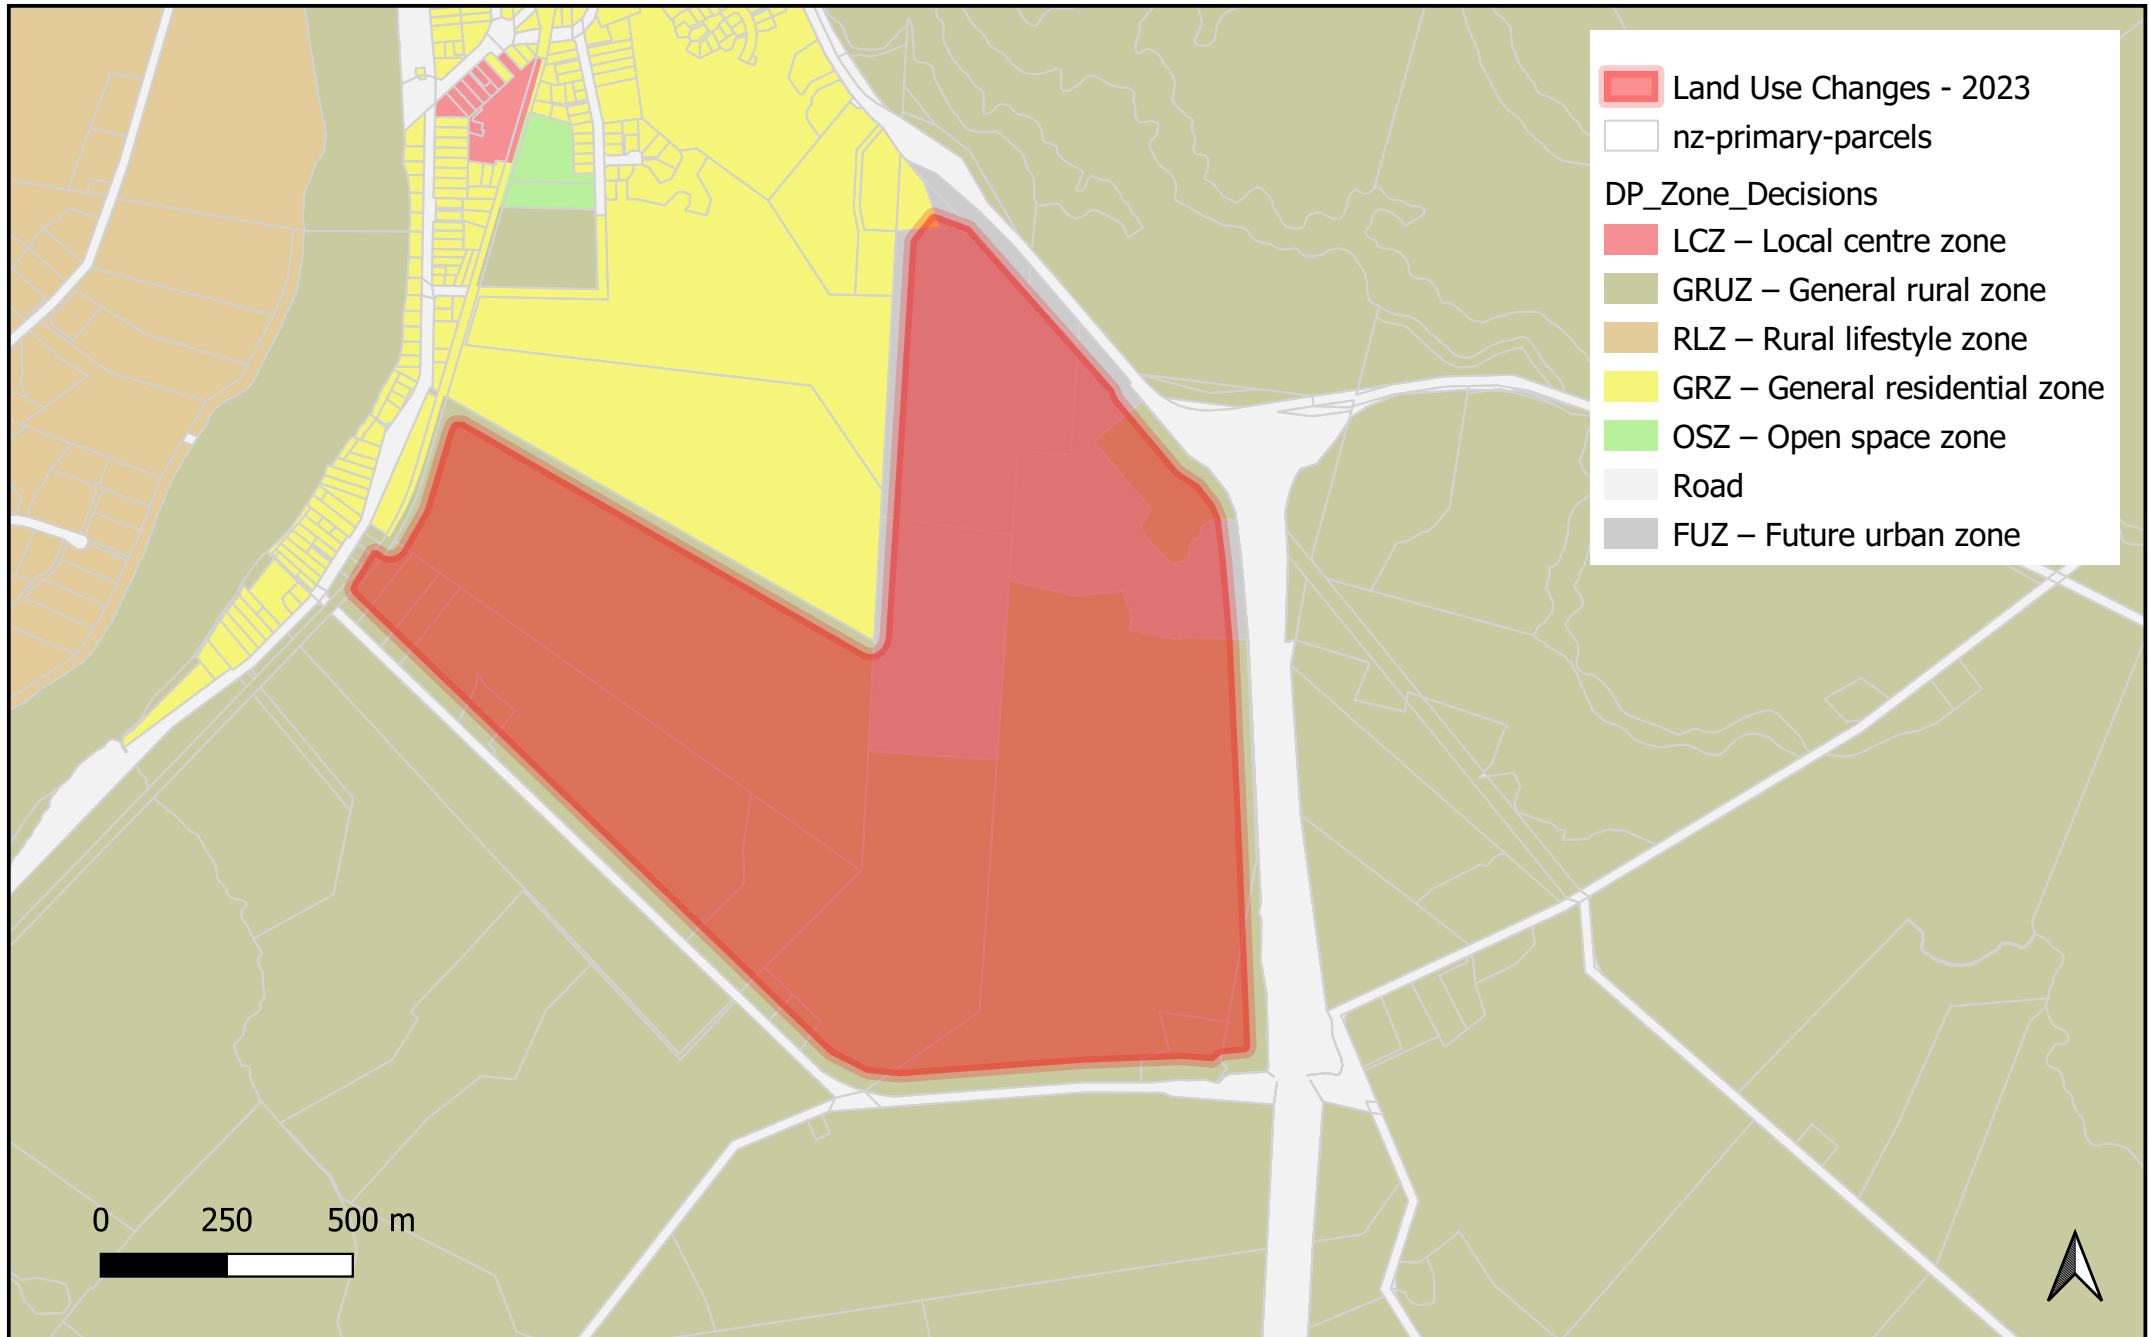 Land Use Changes - 2023
nz-primary-parcels
DP_Zone_Decisions
LCZ – Local centre zone
GRUZ – General rural zone
RLZ – Rural lifestyle zone
GRZ – General residential zone
OSZ – Open space zone
Road
FUZ – Future urban zone
0 250 500 m